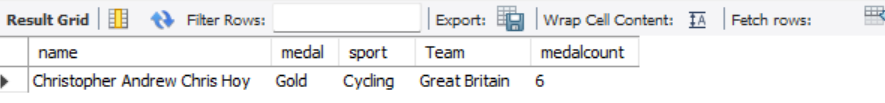 Result Grid Filter Rows: Export: Wrap Cell Content: Fetch rows:
name medal sport Team medalcount
Christopher Andrew Chris Hoy Gold Cycling Great Britain 6